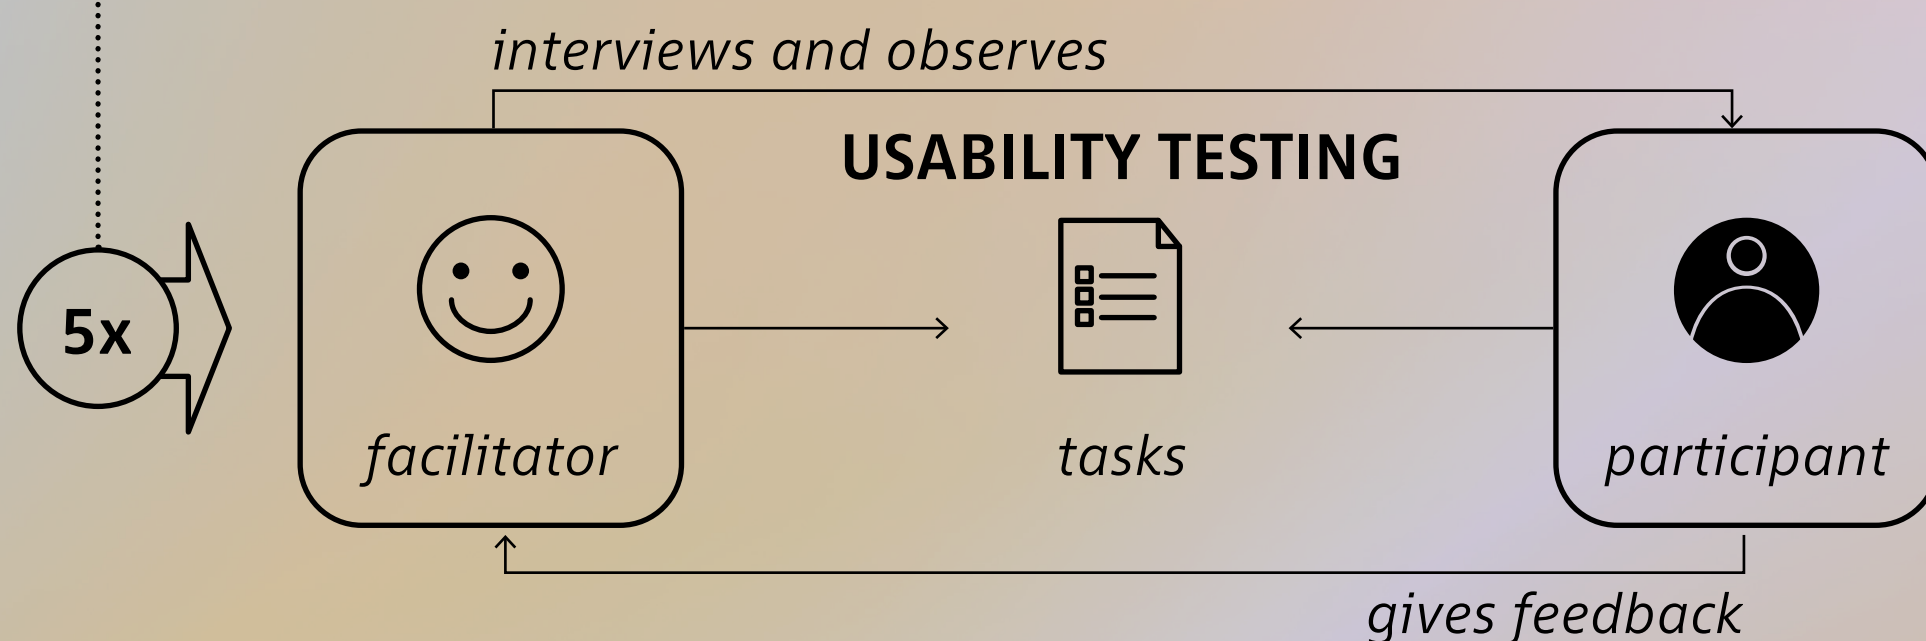 interviews and observes
USABILITY TESTING
5x
facilitator
tasks
participant
gives feedback